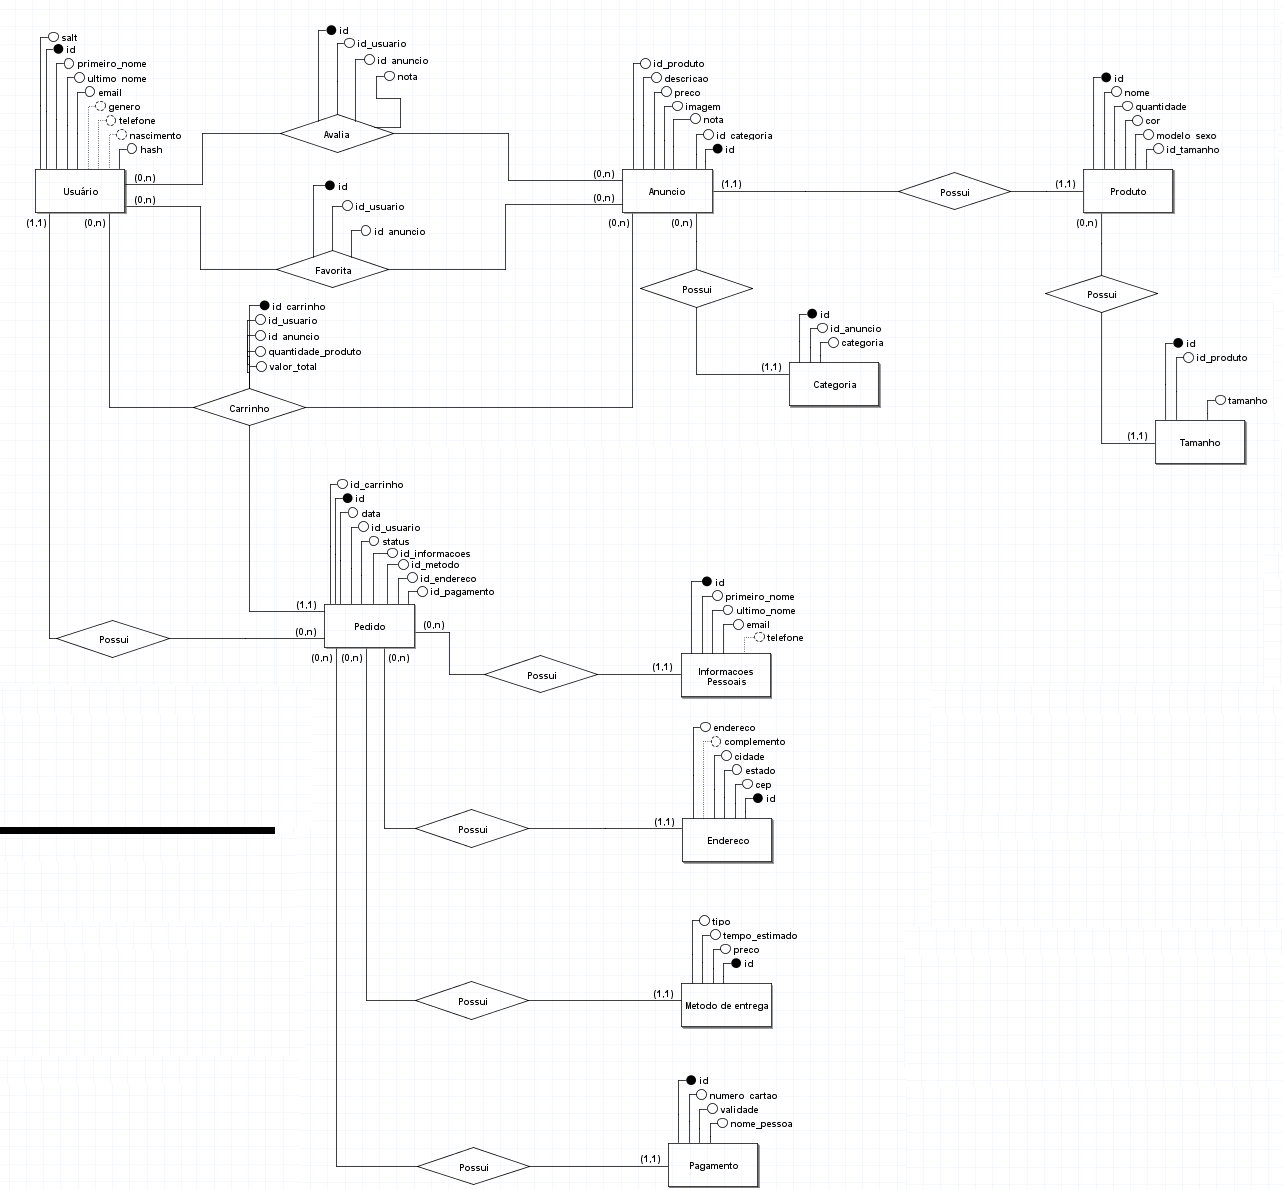 salt
id
primeiro_nome
ultimo_nome
email
genero
telefone
nascimento
hash
Usuário
(0,n)
(0,n)
(1,1)
(0,n)
id
id_usuario
id_anuncio
nota
Avalia
id
id_usuario
id_anuncio
Favorita
id_produto
descricao
preco
imagem
nota
id_categoria
id
Anuncio
(0,n)
(0,n)
(0,n)
(0,n)
(1,1)
Possui
(1,1)
id
nome
quantidade
cor
modelo_sexo
id_tamanho
Produto
(0,n)
Possui
Possui
id
id_anuncio
categoria
(1,1)
Categoria
id
id_produto
tamanho
(1,1)
Tamanho
id_carrinho
id_usuario
id_anuncio
quantidade_produto
valor_total
Carrinho
id_carrinho
id
data
id_usuario
status
id_informacoes
id_metodo
id_endereco
id_pagamento
(1,1)
Pedido
(0,n)
(0,n)
(0,n)
(0,n)
(0,n)
Possui
Possui
id
primeiro_nome
ultimo_nome
email
telefone
(1,1)
Informacoes
Pessoais
endereco
complemento
cidade
estado
cep
id
Possui
(1,1)
Endereco
tipo
tempo_estimado
preco
id
Possui
(1,1)
Metodo de entrega
id
numero_cartao
validade
nome_pessoa
Possui
(1,1)
Pagamento